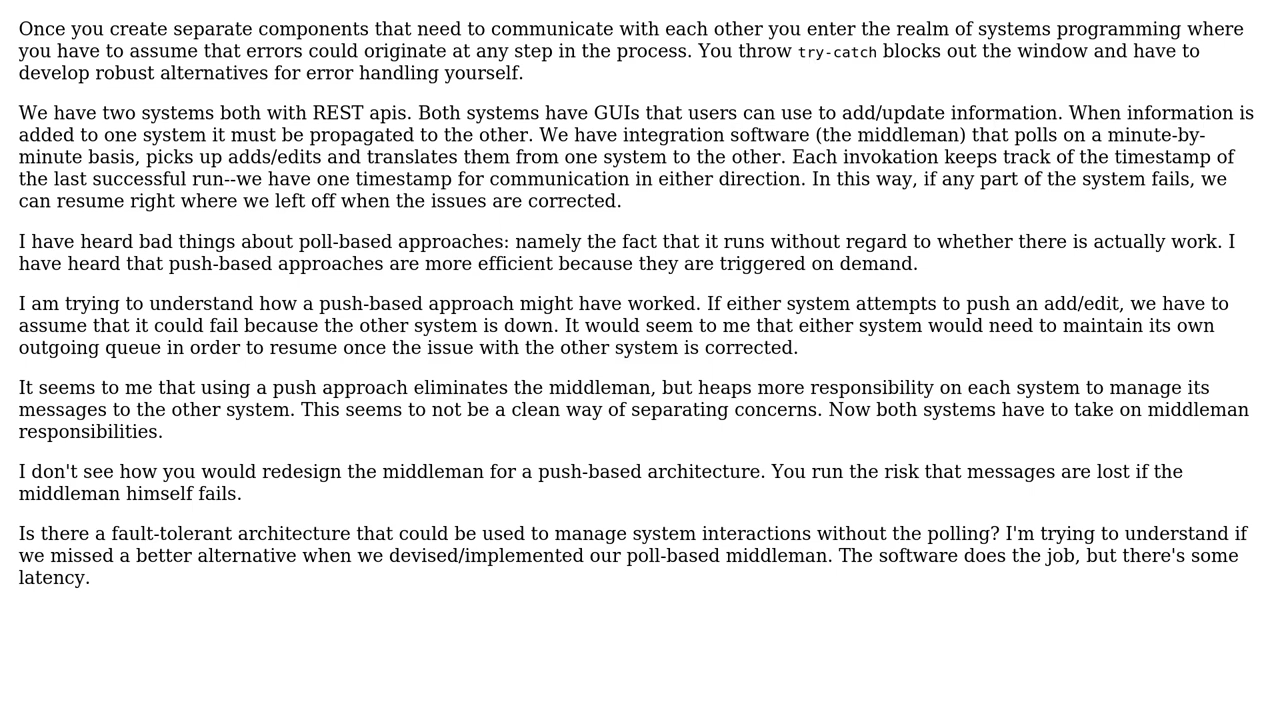 Once you create separate components that need to communicate with each other you enter the realm of systems programming where
you have to assume that errors could originate at any step in the process. You throw try-catch blocks out the window and have to
develop robust alternatives for error handling yourself.
We have two systems both with REST apis. Both systems have GUIs that users can use to add/update information. When information is
added to one system it must be propagated to the other. We have integration software (the middleman) that polls on a minute-by-
minute basis, picks up adds/edits and translates them from one system to the other. Each invokation keeps track of the timestamp of
the last successful run--we have one timestamp for communication in either direction. In this way, if any part of the system fails, we
can resume right where we left off when the issues are corrected.
I have heard bad things about poll-based approaches: namely the fact that it runs without regard to whether there is actually work. I
have heard that push-based approaches are more efficient because they are triggered on demand.
I am trying to understand how a push-based approach might have worked. If either system attempts to push an add/edit, we have to
assume that it could fail because the other system is down. It would seem to me that either system would need to maintain its own
outgoing queue in order to resume once the issue with the other system is corrected.
It seems to me that using a push approach eliminates the middleman, but heaps more responsibility on each system to manage its
messages to the other system. This seems to not be a clean way of separating concerns. Now both systems have to take on middleman
responsibilities.
I don't see how you would redesign the middleman for a push-based architecture. You run the risk that messages are lost if the
middleman himself fails.
Is there a fault-tolerant architecture that could be used to manage system interactions without the polling? I'm trying to understand if
we missed a better alternative when we devised/implemented our poll-based middleman. The software does the job, but there's some
latency.